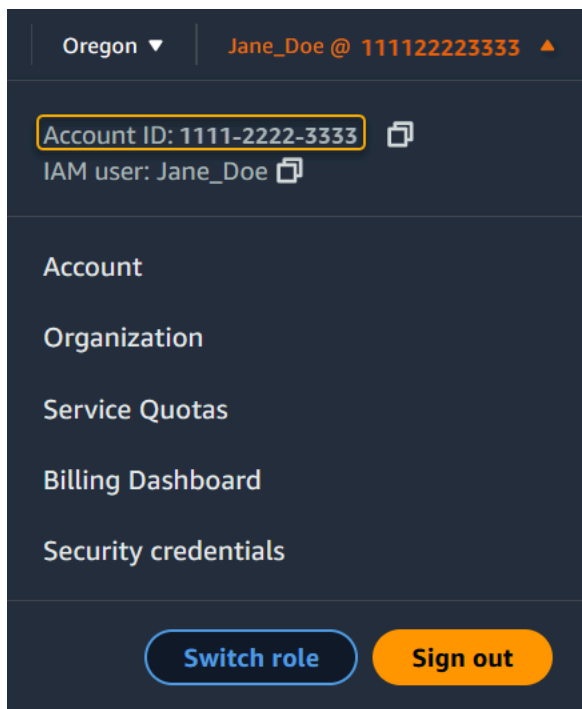 Oregon ▼ Jane_Doe @ 111122223333 ▲
Account ID: 1111-2222-3333
IAM user: Jane_Doe
Account
Organization
Service Quotas
Billing Dashboard
Security credentials
Switch role Sign out